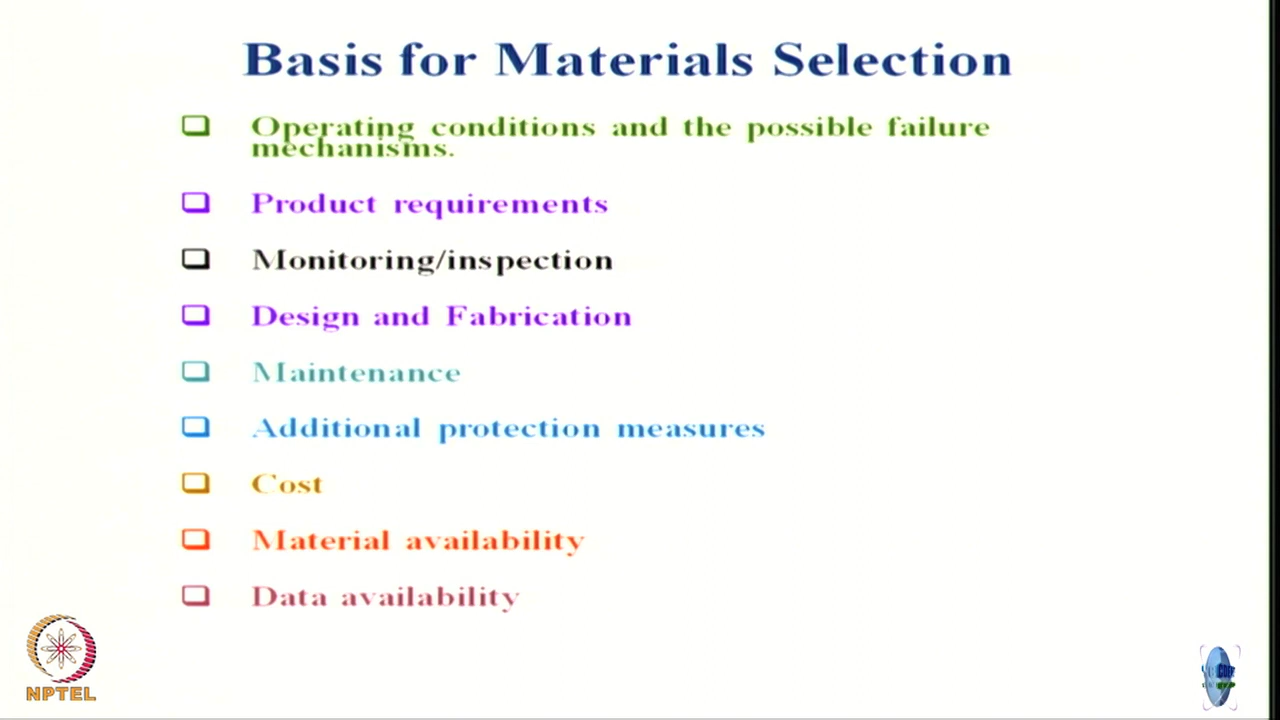 Basis for Materials Selection
Operating conditions and the possible failure
mechanisms.
Product requirements
Monitoring/inspection
Design and Fabrication
Maintenance
Additional protection measures
Cost
Material availability
Data availability
NPTEL